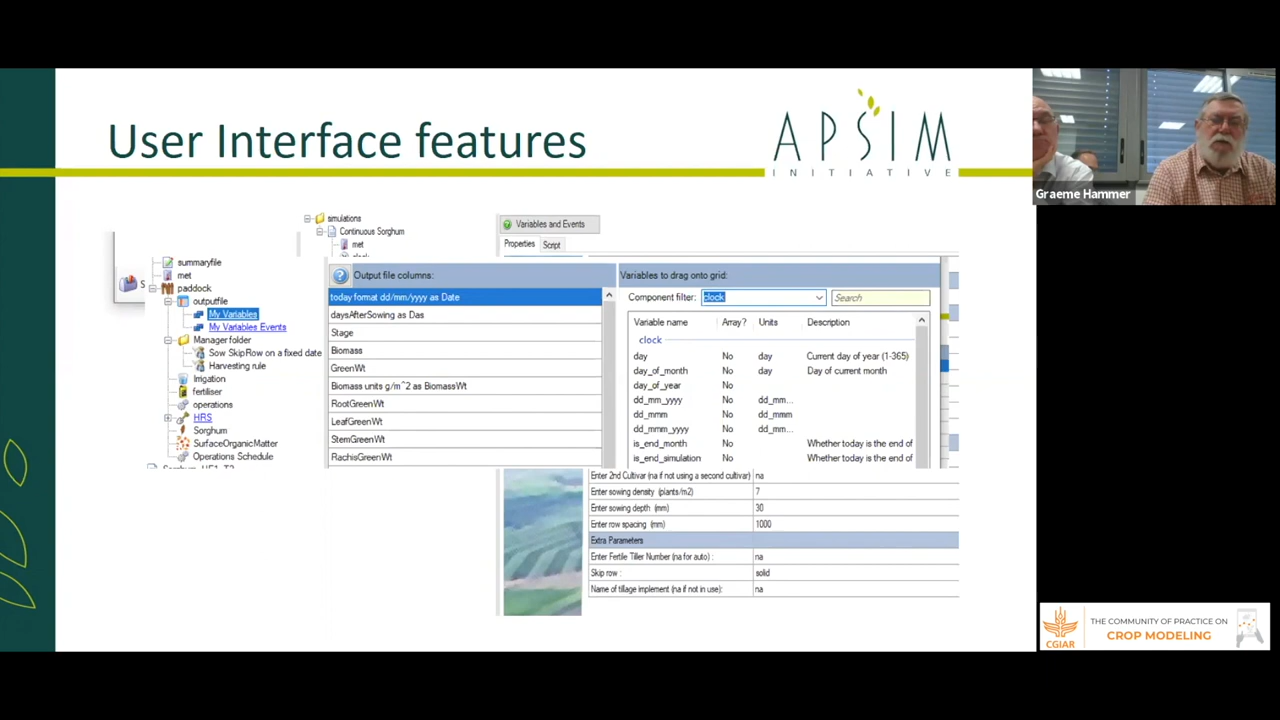 User Interface features
APSIM
INITIATIVE
Graeme Hammer
simulations
Continuous Sorghum
met
Variables and Events
Properties
Script
summaryfile
met
paddock
outputfile
My Variables
My Variables Events
Manager folder
Sow SkipRow on a fixed date
Harvesting rule
Irrigation
fertiliser
operations
HRS
Sorghum
SurfaceOrganicMatter
Operations Schedule
Output file columns:
today format dd/mm/yyyy as Date
daysAfterSowing as Das
Stage
Biomass
GreenWt
Biomass units g/m^2 as BiomassWt
RootGreenWt
LeafGreenWt
StemGreenWt
RachisGreenWt
Variables to drag onto grid:
Component filter: clock Search
Variable name Array? Units Description
clock
day No day Current day of year (1-365)
day_of_month No day Day of current month
day_of_year No
dd_mm_yyyy No dd_mm...
dd_mmm No dd_mmm
dd_mmm_yyyy No dd_mm...
is_end_month No Whether today is the end of
is_end_simulation No Whether today is the end of
Enter 2nd Cultivar (na if not using a second cultivar) na
Enter sowing density (plants/m2) 7
Enter sowing depth (mm) 30
Enter row spacing (mm) 1000
Extra Parameters
Enter Fertile Tiller Number (na for auto) : na
Skip row : solid
Name of tillage implement (na if not in use): na
CGIAR
THE COMMUNITY OF PRACTICE ON
CROP MODELING